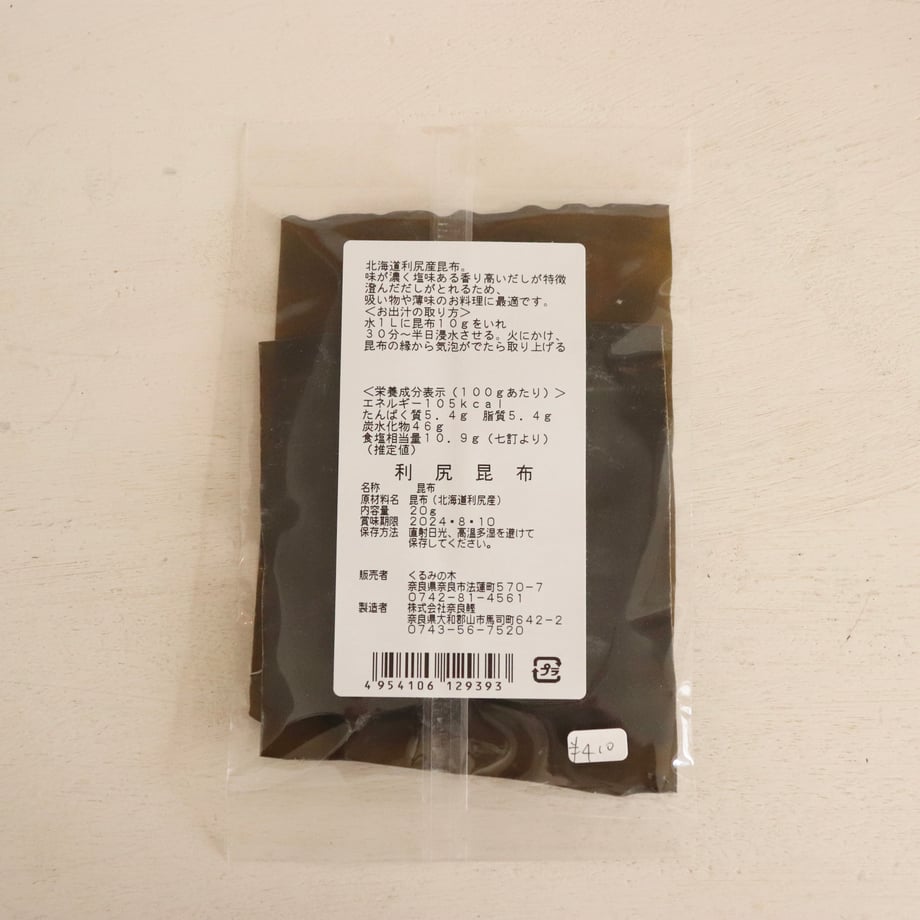 北海道利尻産昆布。
味が濃く塩味ある香り高いだしが特徴
澄んだだしがとれるため、
吸い物や薄味のお料理に最適です。
＜お出汁の取り方＞
水１Ｌに昆布１０ｇをいれ
３０分～半日浸水させる。火にかけ、
昆布の縁から気泡がでたら取り上げる
＜栄養成分表示（１００ｇあたり）＞
エネルギー１０５ｋｃａｌ
たんぱく質５．４ｇ　脂質５．４ｇ
炭水化物４６ｇ
食塩相当量１０．９ｇ（七訂より）
（推定値）
利 尻 昆 布
名称　昆布
原材料名　昆布（北海道利尻産）
内容量　２０ｇ
賞味期限　２０２４・８・１０
保存方法　直射日光、高温多湿を避けて
保存してください。
販売者　くるみの木
奈良県奈良市法蓮町５７０－７
０７４２－８１－４５６１
製造者　株式会社奈良鰹
奈良県大和郡山市馬司町６４２－２
０７４３－５６－７５２０
4 954106 129393
プラ
¥410